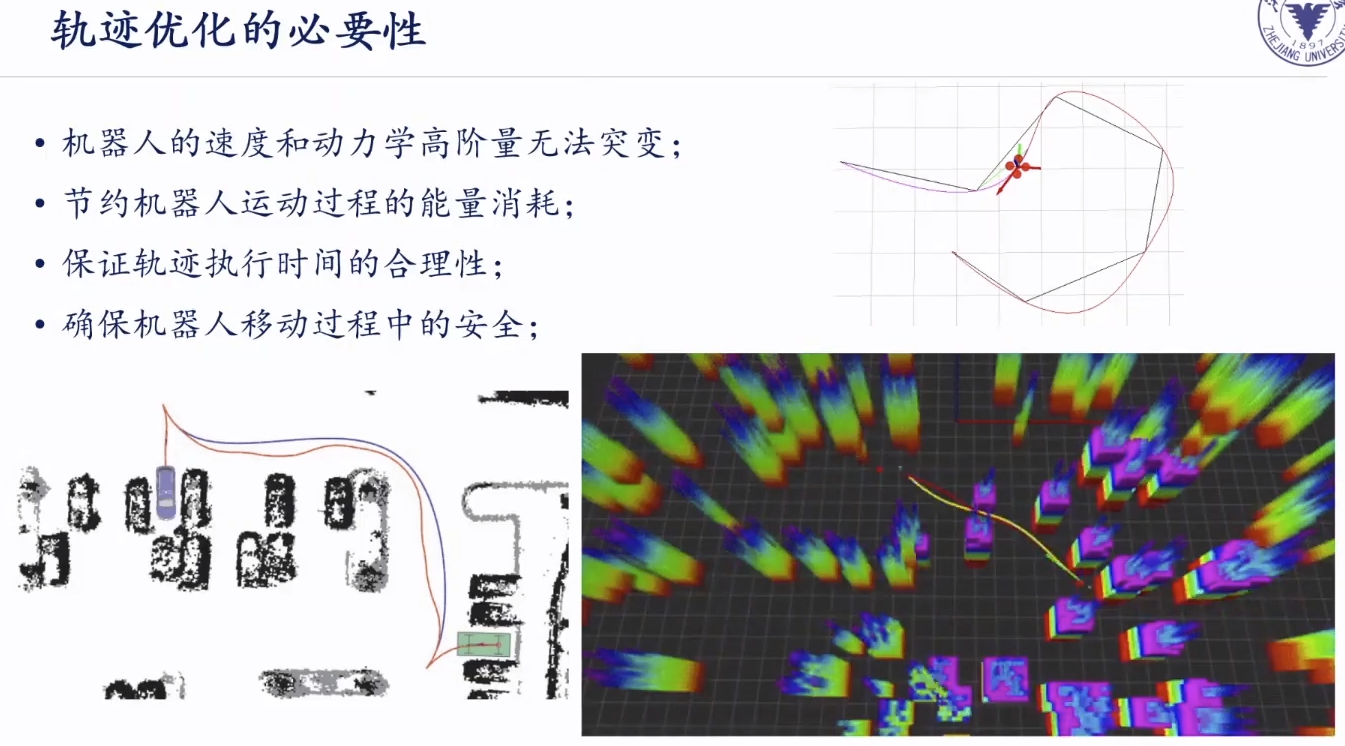 轨迹优化的必要性
• 机器人的速度和动力学高阶量无法突变；
• 节约机器人运动过程的能量消耗；
• 保证轨迹执行时间的合理性；
• 确保机器人移动过程中的安全；
1897
ZHEJIANG UNIVERSITY